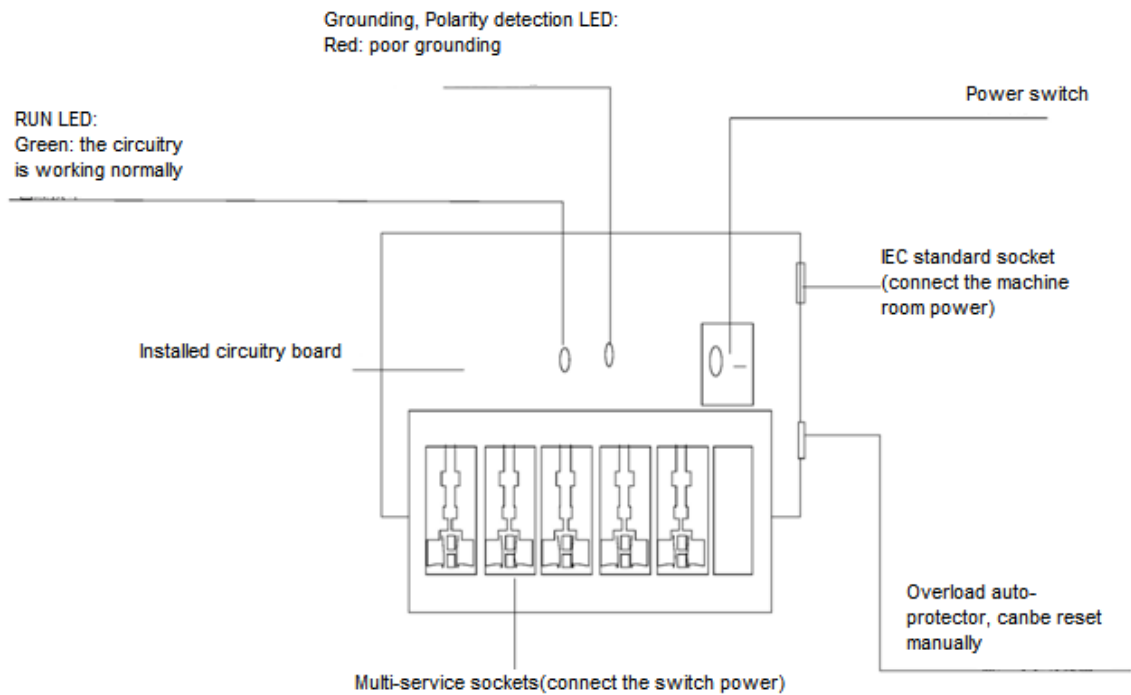 Grounding, Polarity detection LED:
Red: poor grounding
Power switch
RUN LED:
Green: the circuitry
is working normally
IEC standard socket
(connect the machine
room power)
Installed circuitry board
Overload auto-
protector, canbe reset
manually
Multi-service sockets(connect the switch power)